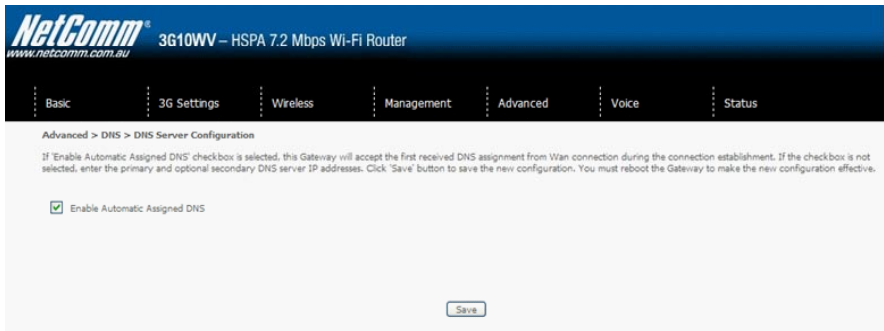 NetComm®
www.netcomm.com.au
3G10WV – HSPA 7.2 Mbps Wi-Fi Router
Basic
3G Settings
Wireless
Management
Advanced
Voice
Status
Advanced > DNS > DNS Server Configuration
If 'Enable Automatic Assigned DNS' checkbox is selected, this Gateway will accept the first received DNS assignment from Wan connection during the connection establishment. If the checkbox is not
selected, enter the primary and optional secondary DNS server IP addresses. Click 'Save' button to save the new configuration. You must reboot the Gateway to make the new configuration effective.
Enable Automatic Assigned DNS
Save